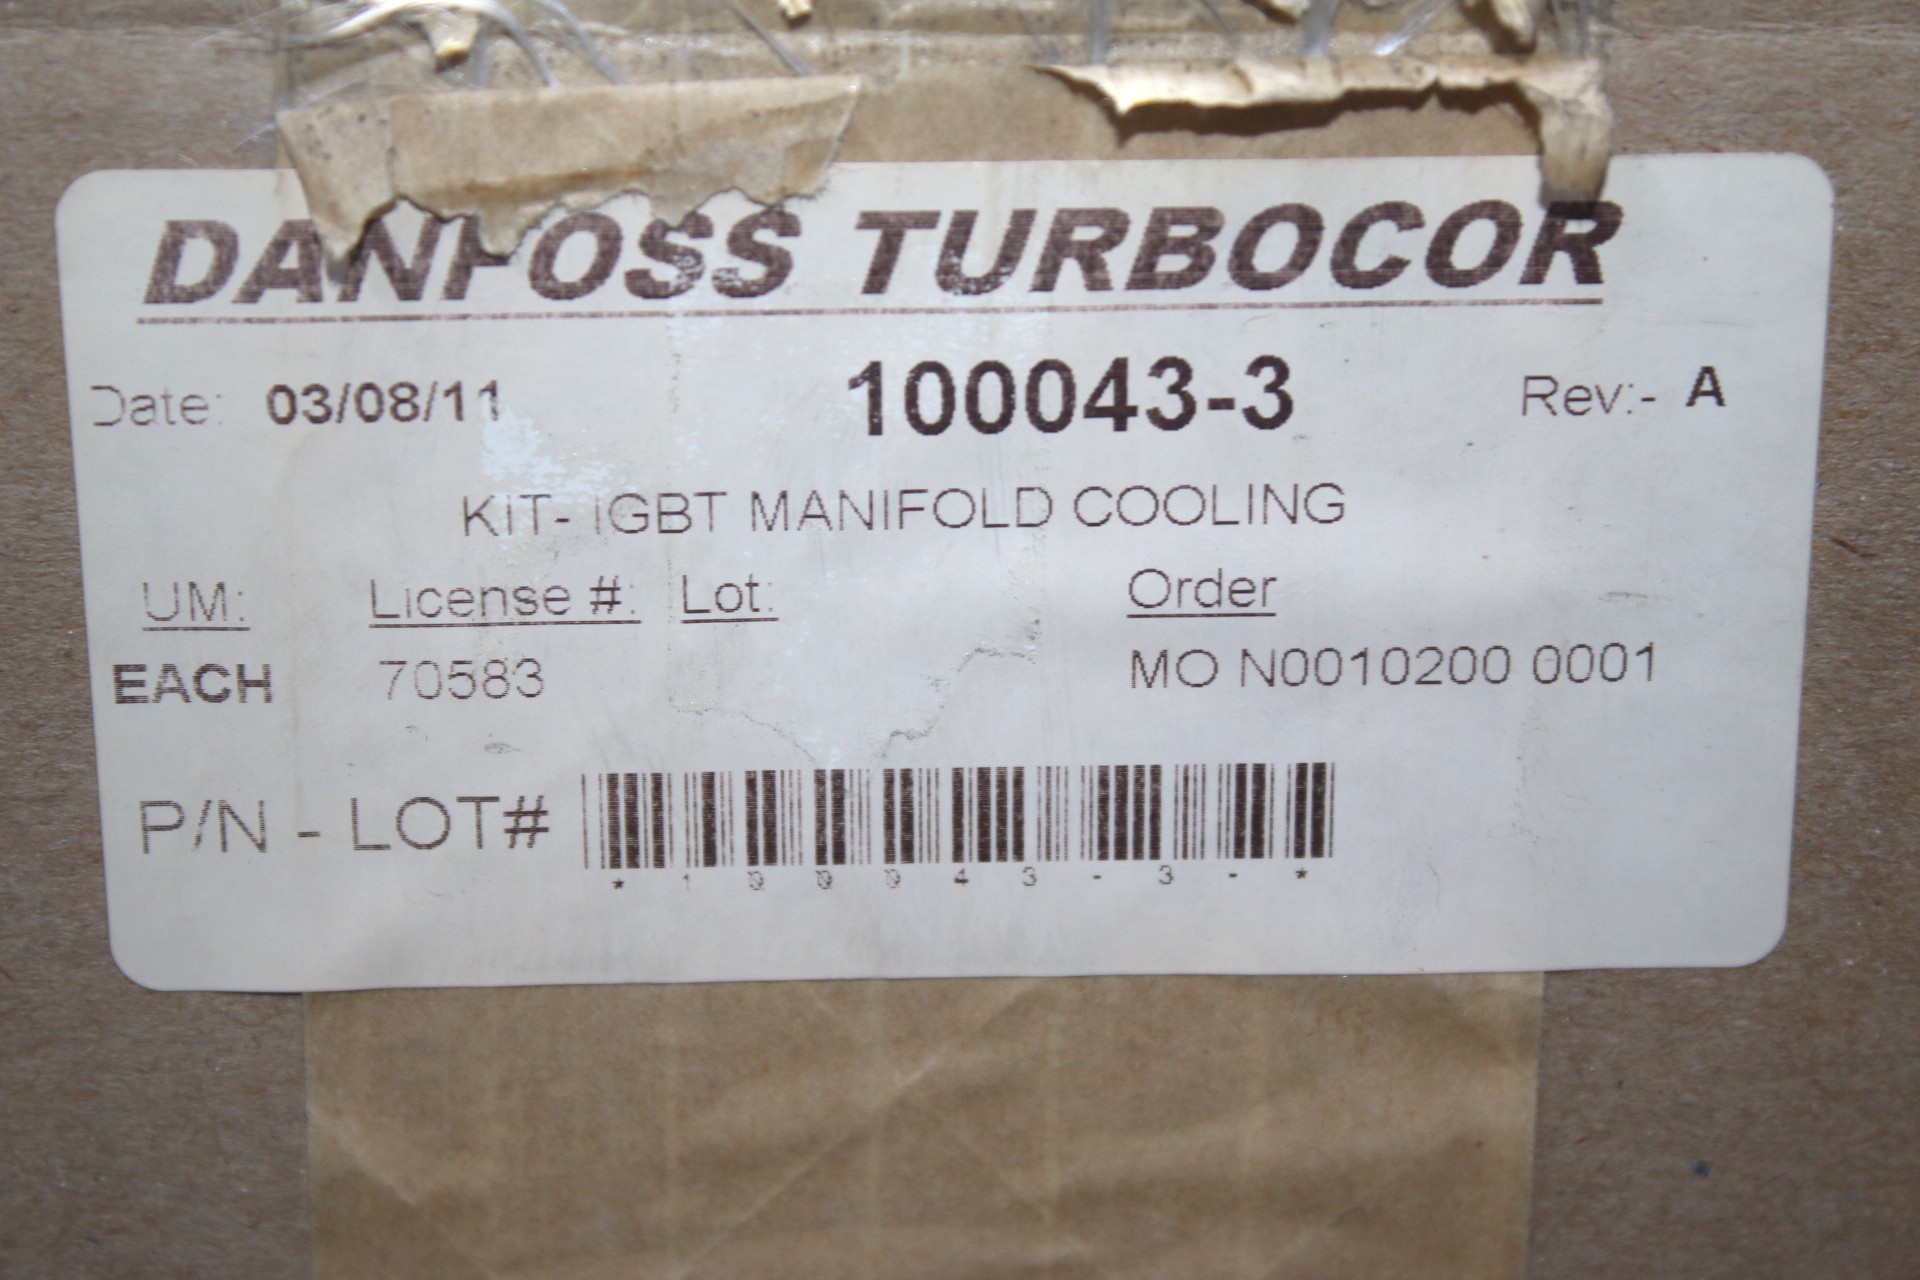 DANFOSS TURBOCOR
Date: 03/08/11 100043-3 Rev:- A
KIT- IGBT MANIFOLD COOLING
UM: License #: Lot: Order
EACH 70583 MO N0010200 0001
P/N - LOT#
*100043-3-*